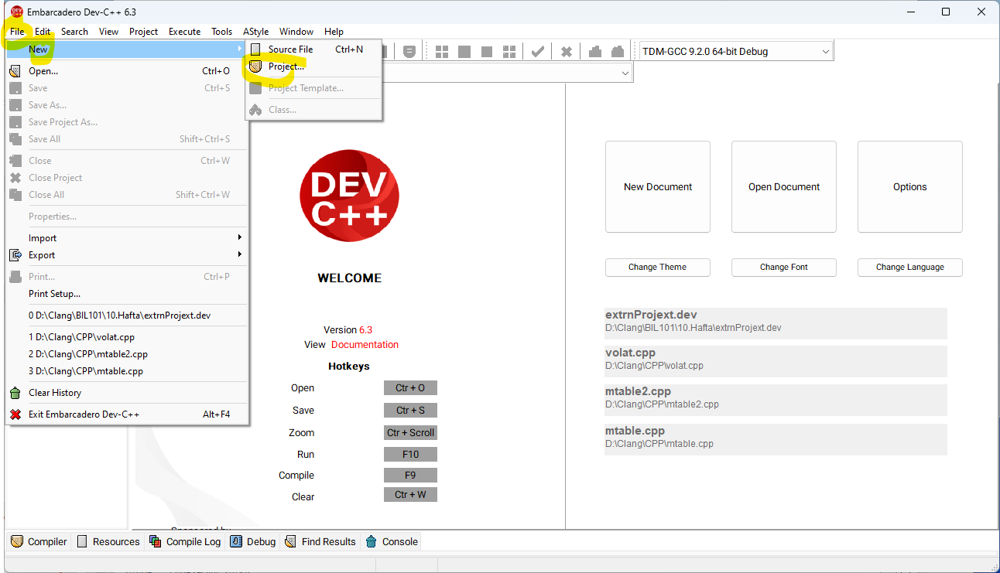 Embarcadero Dev-C++ 6.3
File Edit Search View Project Execute Tools AStyle Window Help
New
Source File Ctrl+N
Project...
Project Template...
Class...
TDM-GCC 9.2.0 64-bit Debug
Open... Ctrl+O
Save Ctrl+S
Save As...
Save Project As...
Save All Shift+Ctrl+S
Close Ctrl+W
Close Project
Close All Shift+Ctrl+W
Properties...
Import
Export
Print... Ctrl+P
Print Setup...
0 D:\Clang\BIL101\10.Hafta\extrnProjext.dev
1 D:\Clang\CPP\volat.cpp
2 D:\Clang\CPP\mtable2.cpp
3 D:\Clang\CPP\mtable.cpp
Clear History
Exit Embarcadero Dev-C++ Alt+F4
DEV
C++
WELCOME
Version 6.3
View Documentation
Hotkeys
Open Ctr + O
Save Ctr + S
Zoom Ctr + Scroll
Run F10
Compile F9
Clear Ctr + W
New Document Open Document Options
Change Theme Change Font Change Language
extrnProjext.dev
D:\Clang\BIL101\10.Hafta\extrnProjext.dev
volat.cpp
D:\Clang\CPP\volat.cpp
mtable2.cpp
D:\Clang\CPP\mtable2.cpp
mtable.cpp
D:\Clang\CPP\mtable.cpp
Compiler Resources Compile Log Debug Find Results Console